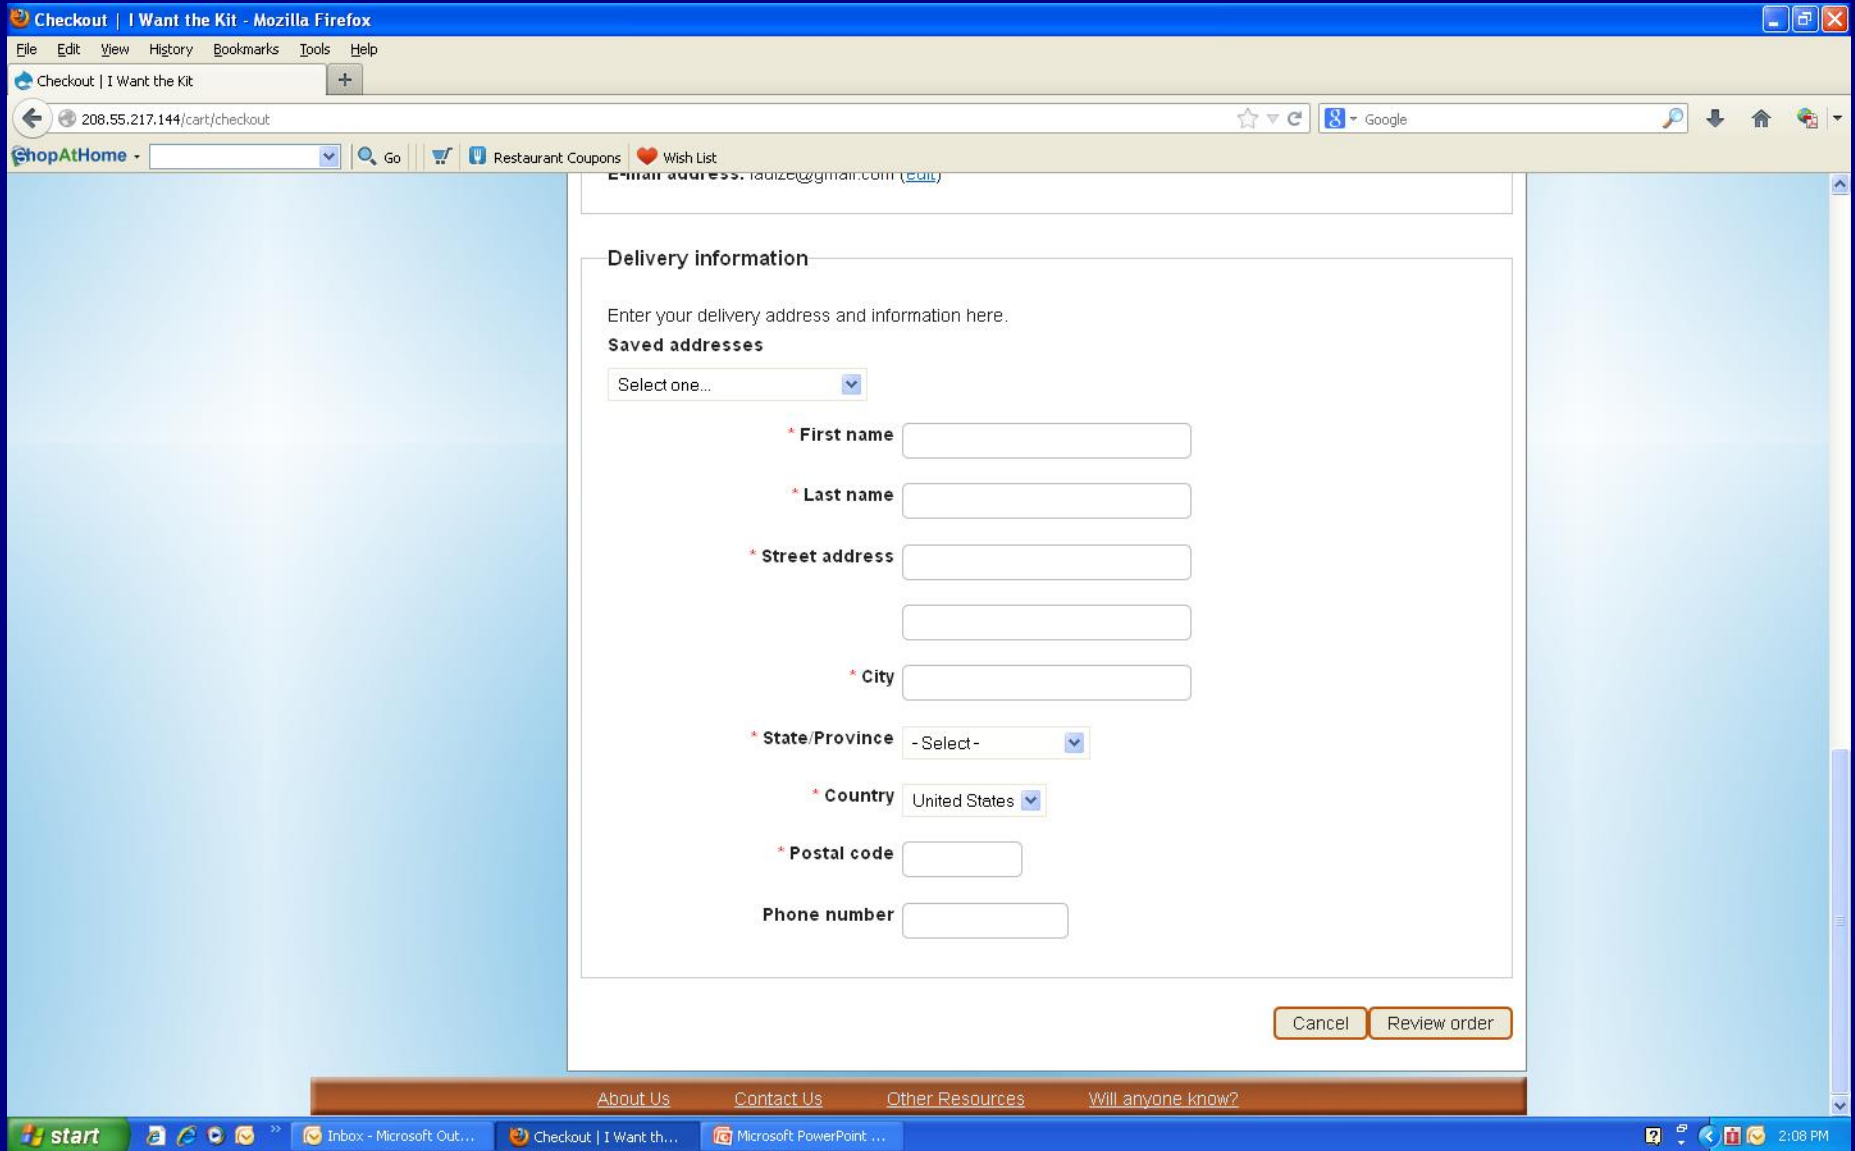 Checkout | I Want the Kit - Mozilla Firefox
File Edit View History Bookmarks Tools Help
Checkout | I Want the Kit +
208.55.217.144/cart/checkout 8 Google
ShopAtHome Go Restaurant Coupons Wish List
E-mail address: (edit)
Delivery information
Enter your delivery address and information here.
Saved addresses
Select one...
* First name
* Last name
* Street address
* City
* State/Province - Select -
* Country United States
* Postal code
Phone number
Cancel Review order
About Us Contact Us Other Resources Will anyone know?
start Inbox - Microsoft Out... Checkout | I Want th... Microsoft PowerPoint ... 2:08 PM